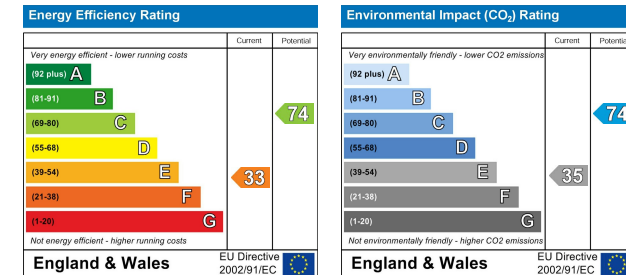 Energy Efficiency Rating
Current
Potential
Very energy efficient - lower running costs
(92 plus) A
(81-91) B
(69-80) C
(55-68) D
(39-54) E
(21-38) F
(1-20) G
33
74
Not energy efficient - higher running costs
England & Wales
EU Directive
2002/91/EC
Environmental Impact (CO2) Rating
Current
Potential
Very environmentally friendly - lower CO2 emissions
(92 plus) A
(81-91) B
(69-80) C
(55-68) D
(39-54) E
(21-38) F
(1-20) G
35
74
Not environmentally friendly - higher CO2 emissions
England & Wales
EU Directive
2002/91/EC